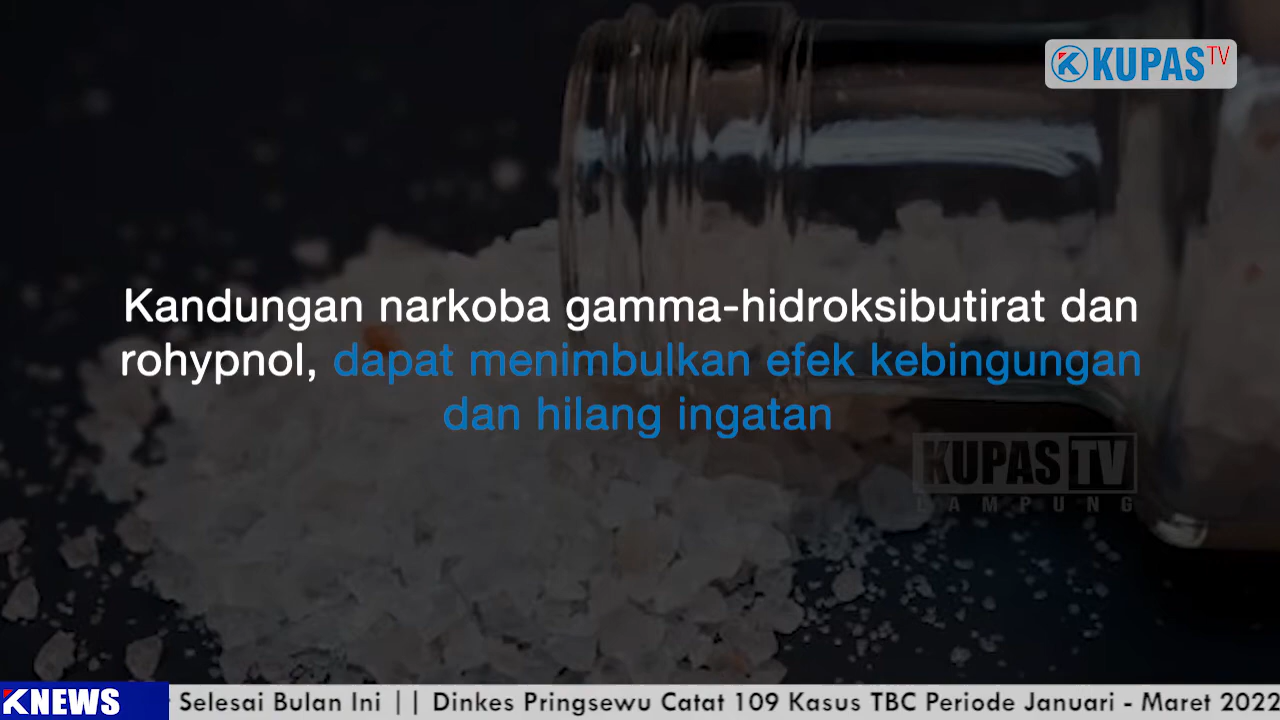 KUPAS TV
Kandungan narkoba gamma-hidroksibutirat dan
rohypnol, dapat menimbulkan efek kebingungan
dan hilang ingatan
KUPAS TV
LAMPUNG
KNEWS
Selesai Bulan Ini || Dinkes Pringsewu Catat 109 Kasus TBC Periode Januari - Maret 2022